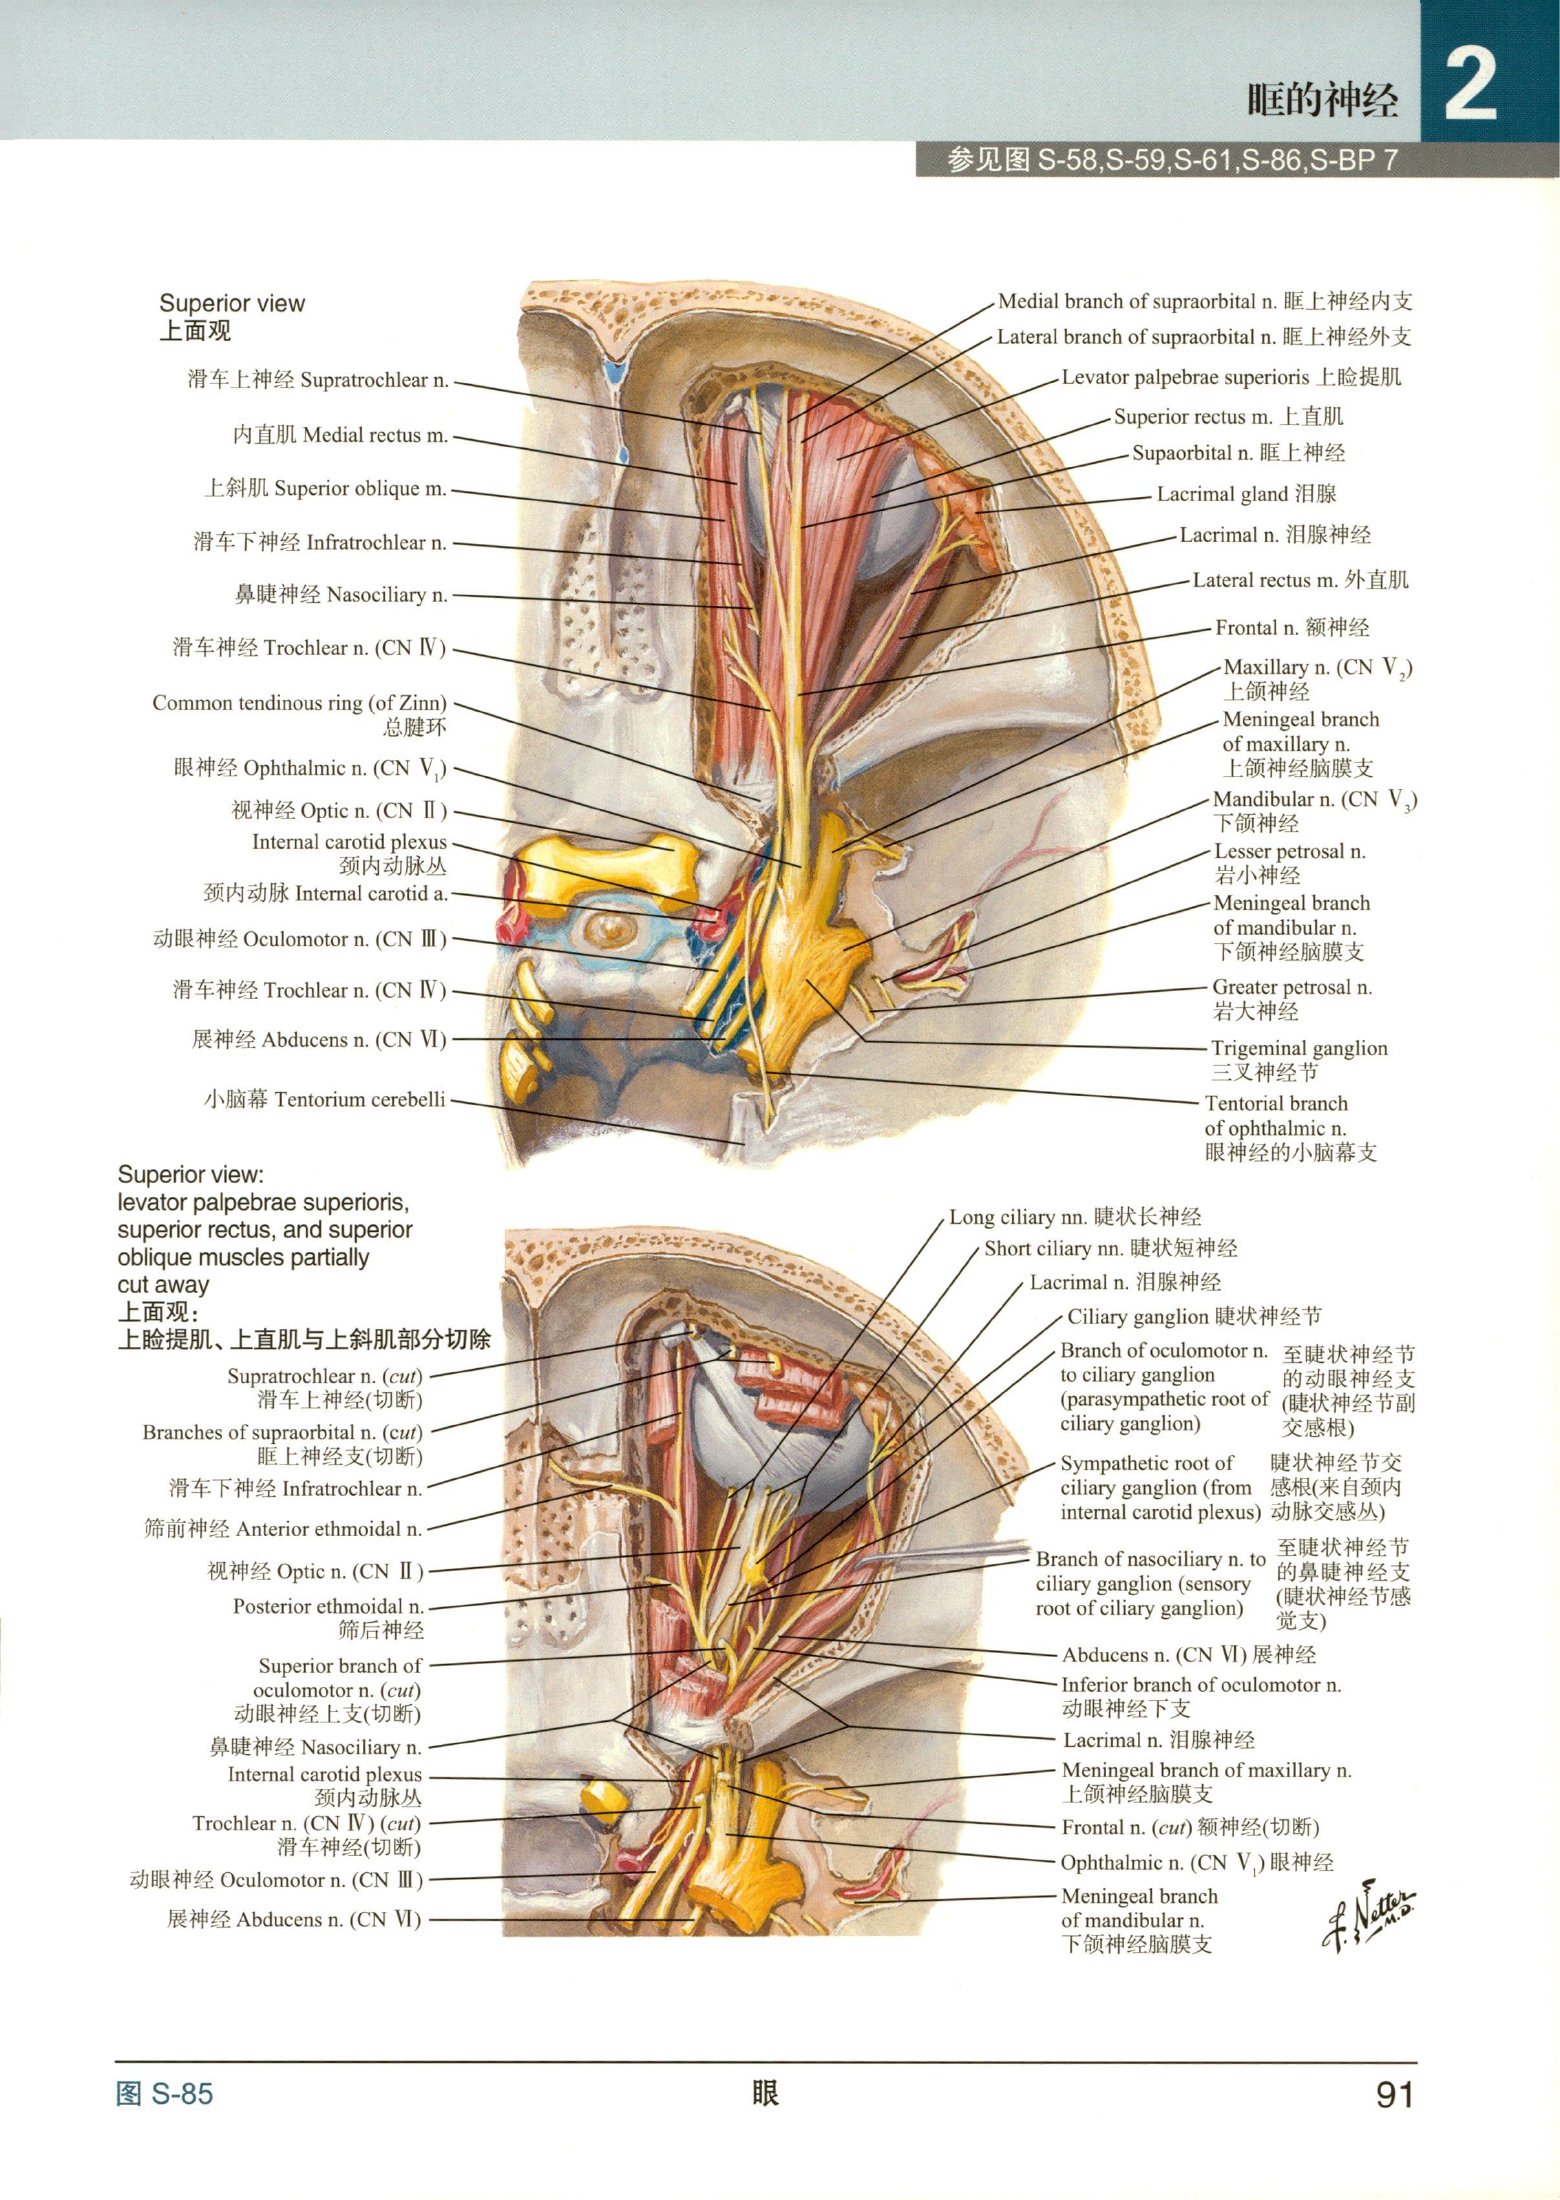 眶的神经
2
参见图 S-58,S-59,S-61,S-86,S-BP 7
Superior view
上面观
滑车上神经 Supratrochlear n.
内直肌 Medial rectus m.
上斜肌 Superior oblique m.
滑车下神经 Infratrochlear n.
鼻睫神经 Nasociliary n.
滑车神经 Trochlear n. (CN Ⅳ)
Common tendinous ring (of Zinn)
总腱环
眼神经 Ophthalmic n. (CN Ⅴ₁)
视神经 Optic n. (CN Ⅱ)
Internal carotid plexus
颈内动脉丛
颈内动脉 Internal carotid a.
动眼神经 Oculomotor n. (CN Ⅲ)
滑车神经 Trochlear n. (CN Ⅳ)
展神经 Abducens n. (CN Ⅵ)
小脑幕 Tentorium cerebelli
Medial branch of supraorbital n. 眶上神经内支
Lateral branch of supraorbital n. 眶上神经外支
Levator palpebrae superioris 上睑提肌
Superior rectus m. 上直肌
Supaorbital n. 眶上神经
Lacrimal gland 泪腺
Lacrimal n. 泪腺神经
Lateral rectus m. 外直肌
Frontal n. 额神经
Maxillary n. (CN Ⅴ₂)
上颌神经
Meningeal branch
of maxillary n.
上颌神经脑膜支
Mandibular n. (CN Ⅴ₃)
下颌神经
Lesser petrosal n.
岩小神经
Meningeal branch
of mandibular n.
下颌神经脑膜支
Greater petrosal n.
岩大神经
Trigeminal ganglion
三叉神经节
Tentorial branch
of ophthalmic n.
眼神经的小脑幕支
Superior view:
levator palpebrae superioris,
superior rectus, and superior
oblique muscles partially
cut away
上面观：
上睑提肌、上直肌与上斜肌部分切除
Supratrochlear n. (cut)
滑车上神经(切断)
Branches of supraorbital n. (cut)
眶上神经支(切断)
滑车下神经 Infratrochlear n.
筛前神经 Anterior ethmoidal n.
视神经 Optic n. (CN Ⅱ)
Posterior ethmoidal n.
筛后神经
Superior branch of
oculomotor n. (cut)
动眼神经上支(切断)
鼻睫神经 Nasociliary n.
Internal carotid plexus
颈内动脉丛
Trochlear n. (CN Ⅳ) (cut)
滑车神经(切断)
动眼神经 Oculomotor n. (CN Ⅲ)
展神经 Abducens n. (CN Ⅵ)
Long ciliary nn. 睫状长神经
Short ciliary nn. 睫状短神经
Lacrimal n. 泪腺神经
Ciliary ganglion 睫状神经节
Branch of oculomotor n.
to ciliary ganglion
(parasympathetic root of
ciliary ganglion)
至睫状神经节
的动眼神经支
(睫状神经节副
交感根)
Sympathetic root of
ciliary ganglion (from
internal carotid plexus)
睫状神经节交
感根(来自颈内
动脉交感丛)
Branch of nasociliary n. to
ciliary ganglion (sensory
root of ciliary ganglion)
至睫状神经节
的鼻睫神经支
(睫状神经节感
觉支)
Abducens n. (CN Ⅵ) 展神经
Inferior branch of oculomotor n.
动眼神经下支
Lacrimal n. 泪腺神经
Meningeal branch of maxillary n.
上颌神经脑膜支
Frontal n. (cut) 额神经(切断)
Ophthalmic n. (CN Ⅴ₁) 眼神经
Meningeal branch
of mandibular n.
下颌神经脑膜支
F. Netter
M.D.
图 S-85
眼
91